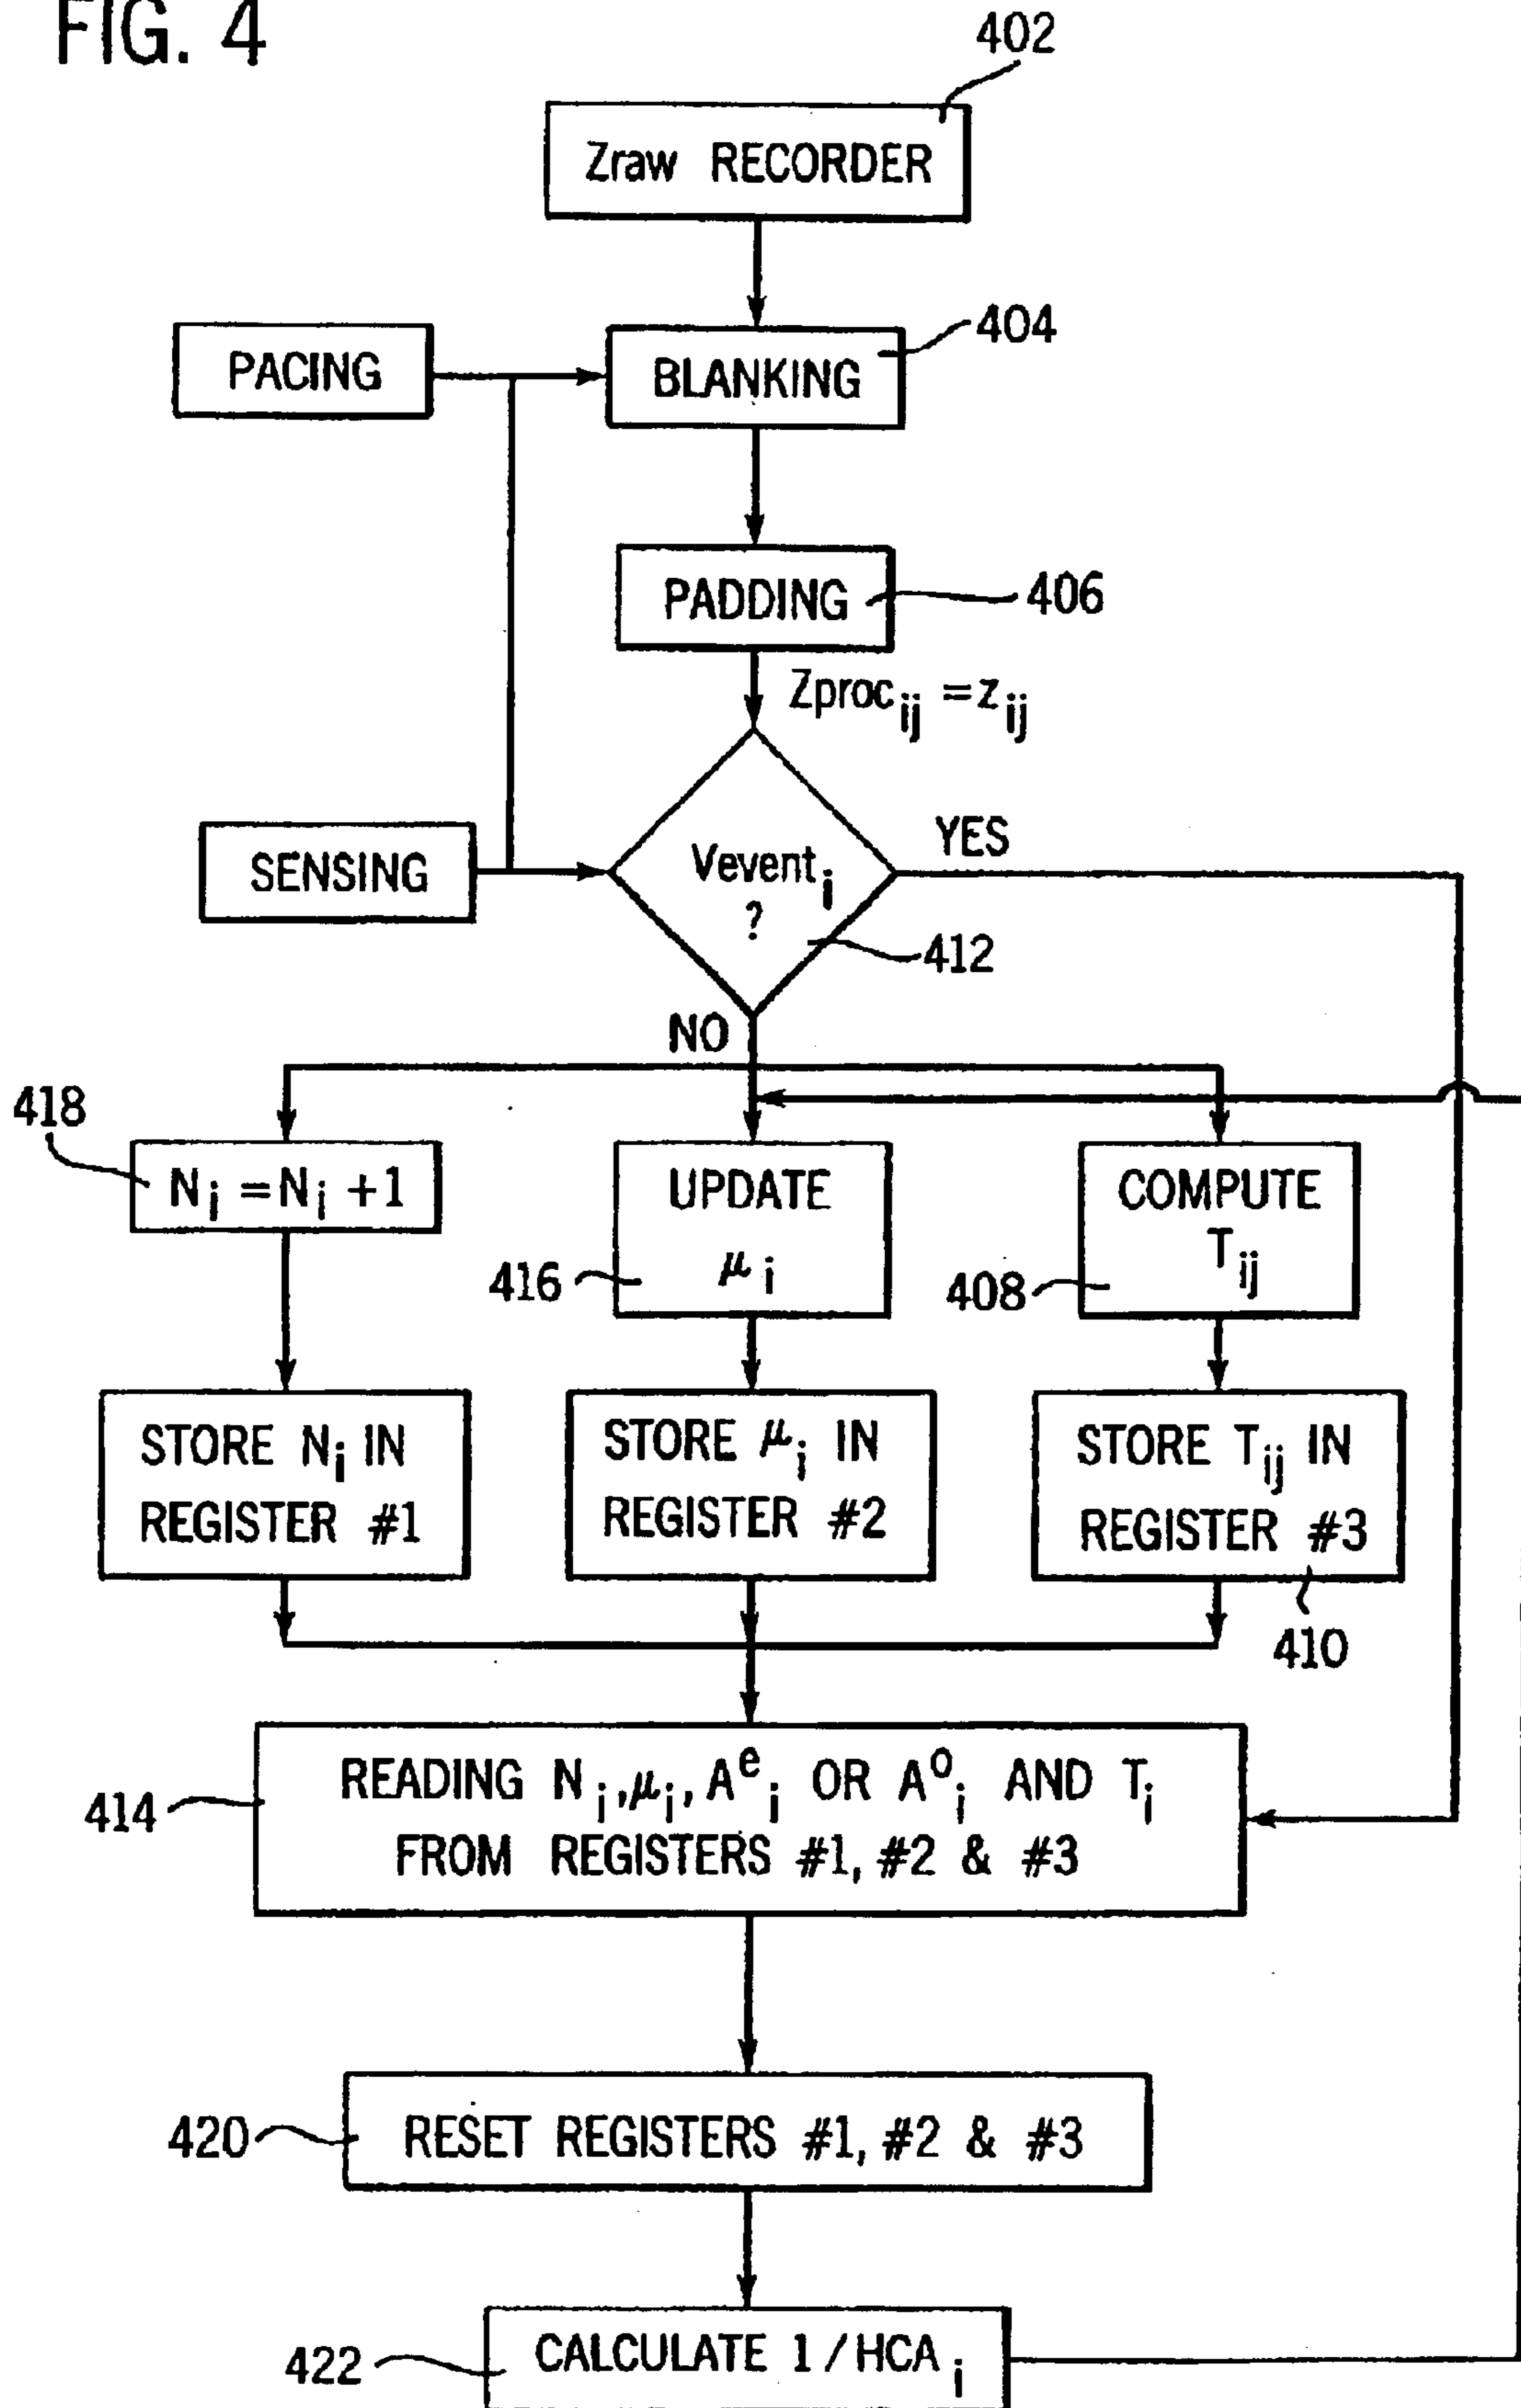 FIG. 4
402
Zraw RECORDER
404
PACING
BLANKING
PADDING
406
Zproc_ij = z_ij
SENSING
Vevent_i
?
YES
412
NO
418
N_i = N_i + 1
UPDATE
μ_i
416
COMPUTE
T_ij
408
STORE N_i IN
REGISTER #1
STORE μ_i IN
REGISTER #2
STORE T_ij IN
REGISTER #3
410
414
READING N_i, μ_i, A^e_i OR A^o_i AND T_i
FROM REGISTERS #1, #2 & #3
420
RESET REGISTERS #1, #2 & #3
422
CALCULATE 1/HCA_i